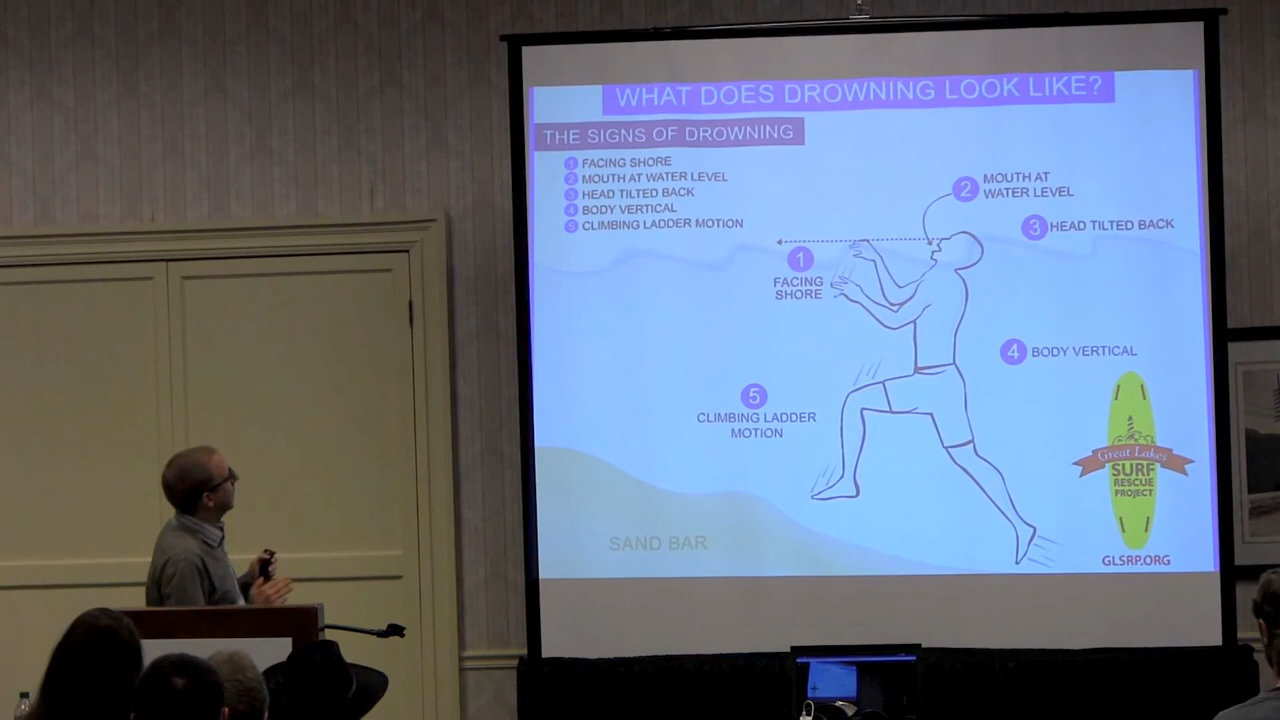 WHAT DOES DROWNING LOOK LIKE?
THE SIGNS OF DROWNING
1 FACING SHORE
2 MOUTH AT WATER LEVEL
3 HEAD TILTED BACK
4 BODY VERTICAL
5 CLIMBING LADDER MOTION
2 MOUTH AT
WATER LEVEL
3 HEAD TILTED BACK
1
FACING
SHORE
4 BODY VERTICAL
5
CLIMBING LADDER
MOTION
Great Lakes
SURF
RESCUE
PROJECT
SAND BAR
GLSRP.ORG